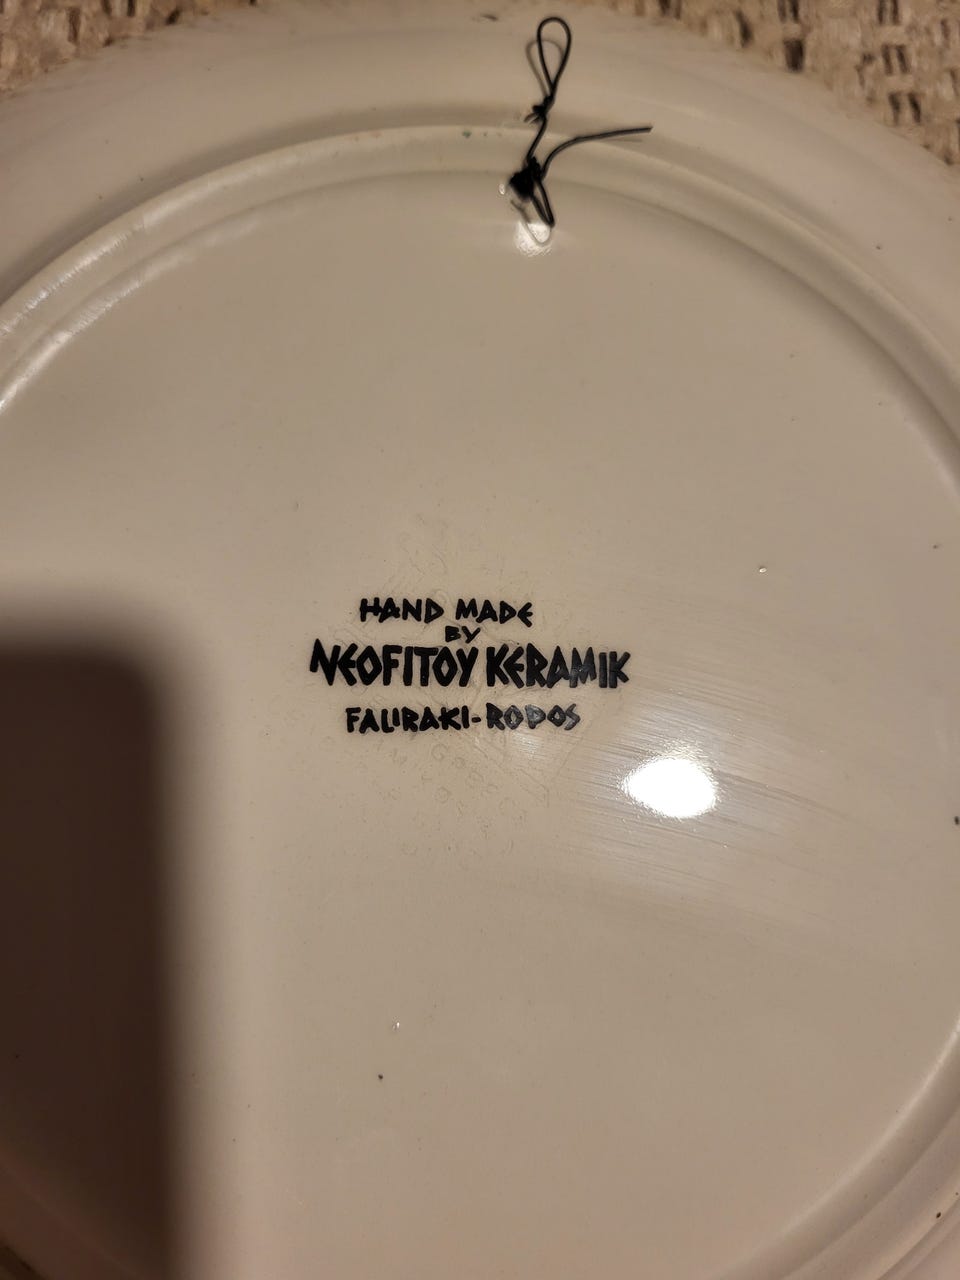 HAND MADE
BY
NEOFITOY KERAMIK
FALIRAKI-RODOS